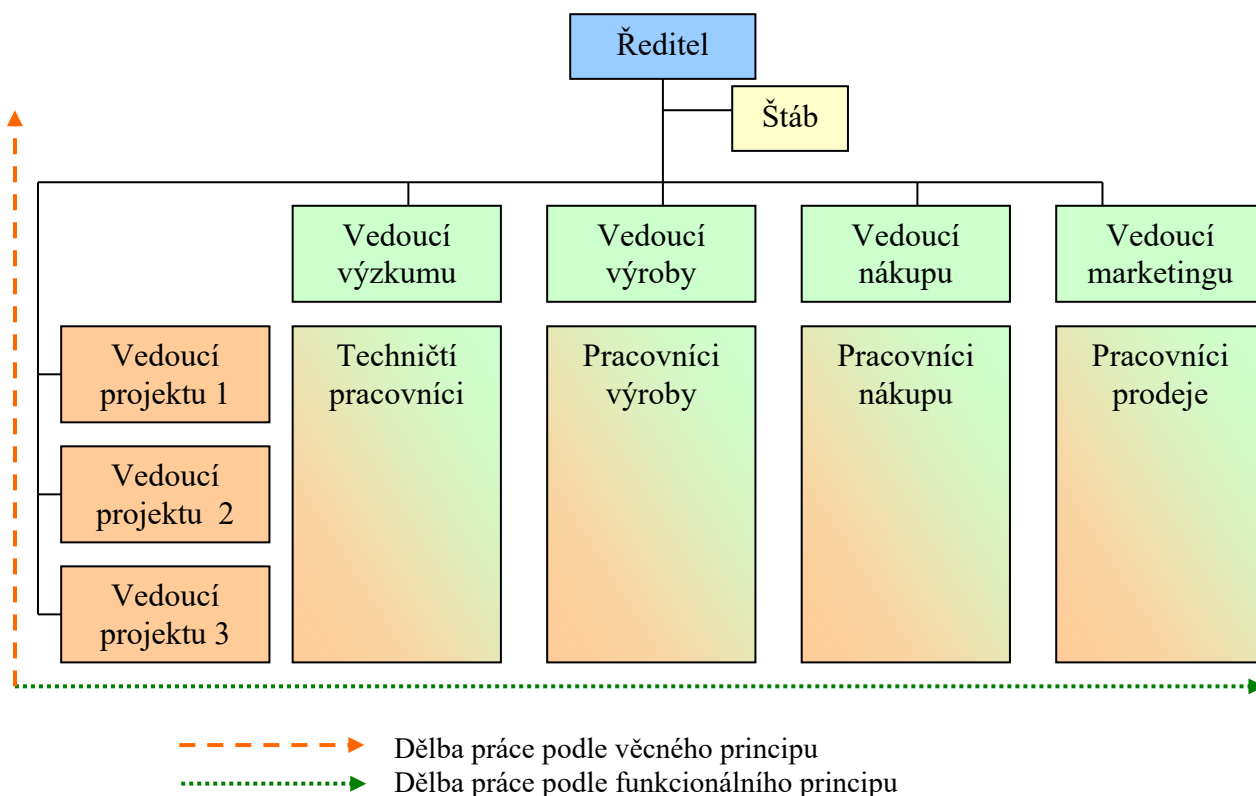 Ředitel
Štáb
Vedoucí
výzkumu
Vedoucí
výroby
Vedoucí
nákupu
Vedoucí
marketingu
Vedoucí
projektu 1
Techničtí
pracovníci
Pracovníci
výroby
Pracovníci
nákupu
Pracovníci
prodeje
Vedoucí
projektu  2
Vedoucí
projektu 3
Dělba práce podle věcného principu
Dělba práce podle funkcionálního principu